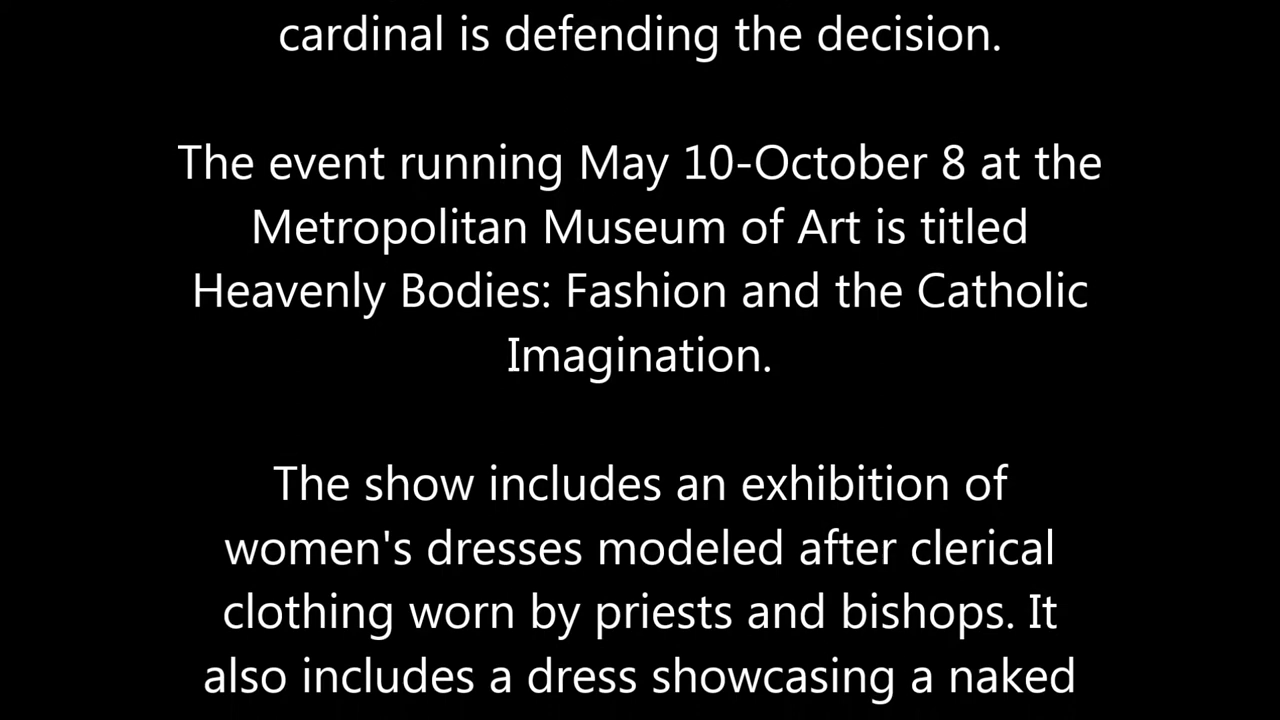 cardinal is defending the decision.
The event running May 10-October 8 at the
Metropolitan Museum of Art is titled
Heavenly Bodies: Fashion and the Catholic
Imagination.
The show includes an exhibition of
women's dresses modeled after clerical
clothing worn by priests and bishops. It
also includes a dress showcasing a naked